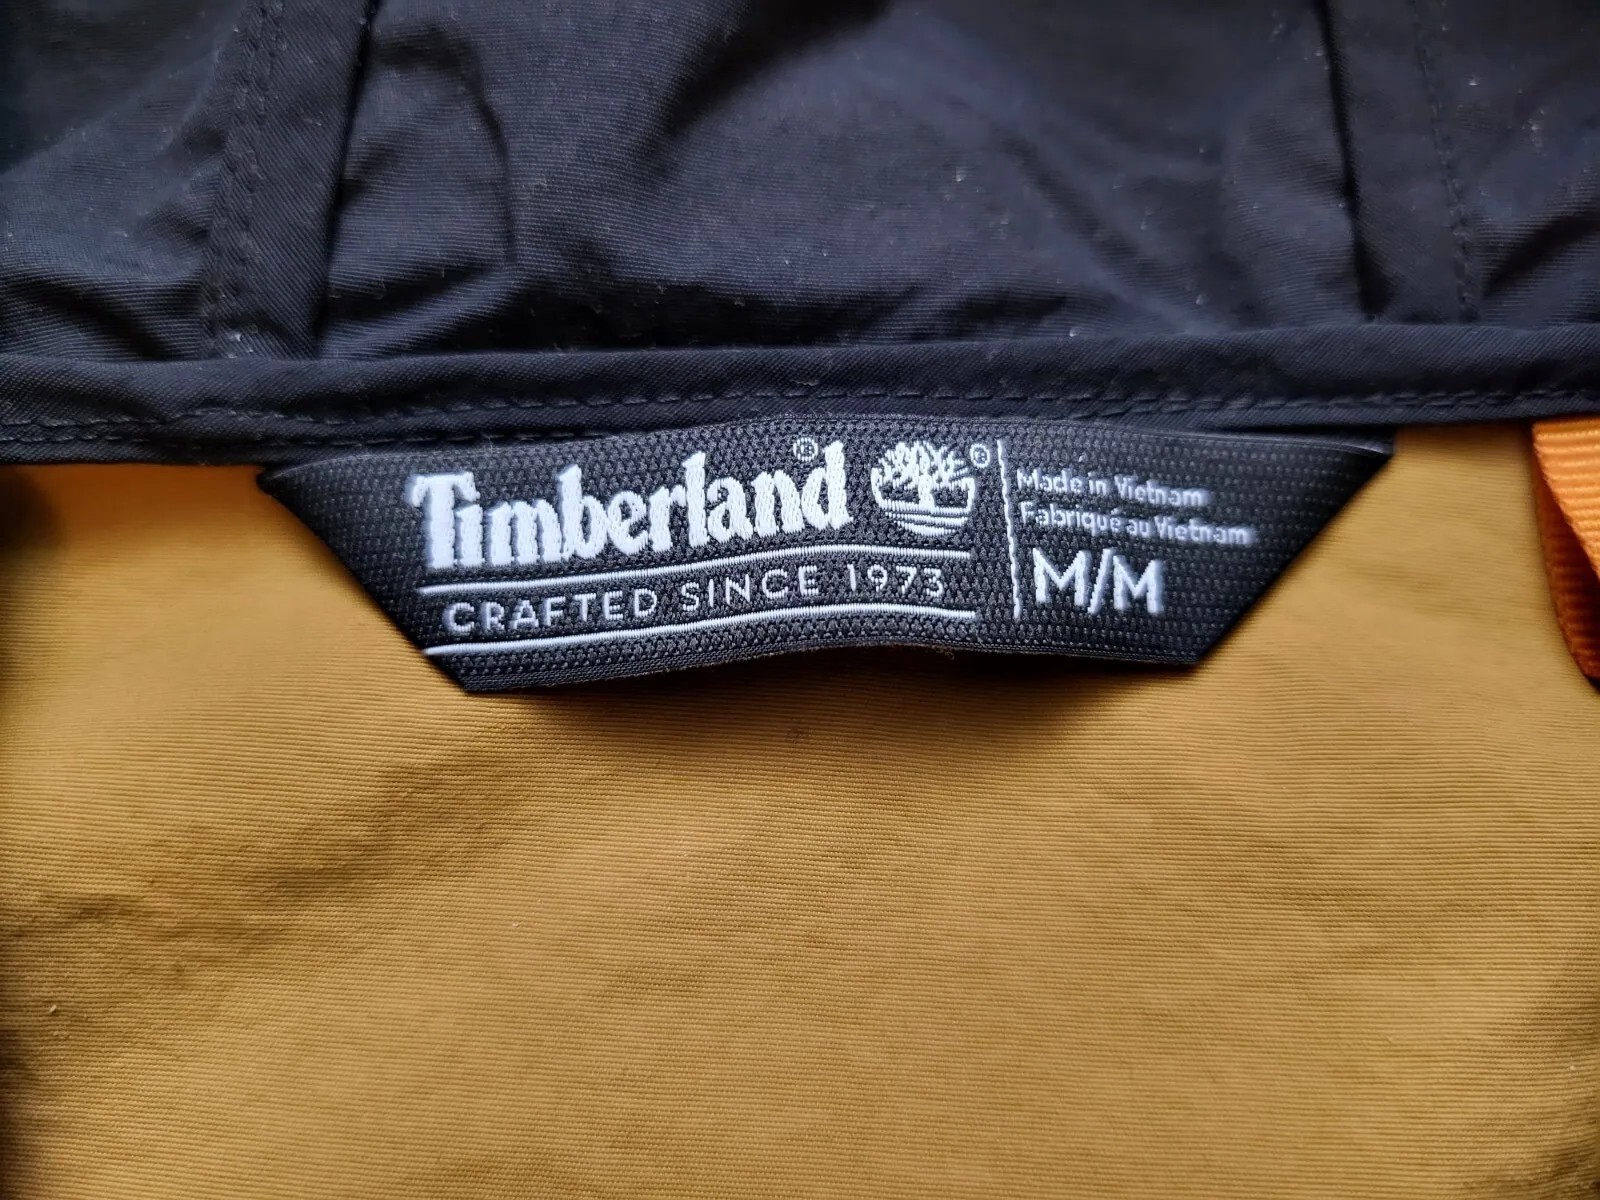 Timberland®
®
CRAFTED SINCE 1973
Made in Vietnam
Fabriqué au Vietnam
M/M